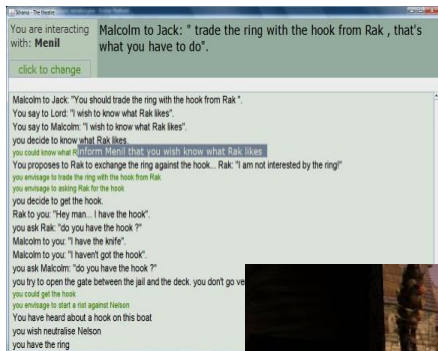 Xdrama - The theatre
You are interacting with: Menil
click to change
Malcolm to Jack: " trade the ring with the hook from Rak , that's
what you have to do".
Malcolm to Jack: "You should trade the ring with the hook from Rak ".
You say to Lord: "I wish to know what Rak likes".
You say to Malcolm: "I wish to know what Rak likes".
you decide to know what Rak likes.
you could know what R
inform Menil that you wish know what Rak likes
You proposes to Rak to exchange the ring against the hook... Rak: "I am not interested by the ring!"
you envisage to trade the ring with the hook from Rak
you envisage to asking Rak for the hook
you decide to get the hook.
Rak to you: "Hey man... I have the hook".
you ask Rak: "do you have the hook ?"
Malcolm to you: "I have the knife".
Malcolm to you: "I haven't got the hook".
you ask Malcolm: "do you have the hook ?"
you try to open the gate between the jail and the deck. you don't go ve
you could get the hook
you envisage to start a riot against Nelson
You have heard about a hook on this boat
you wish neutralise Nelson
you have the ring